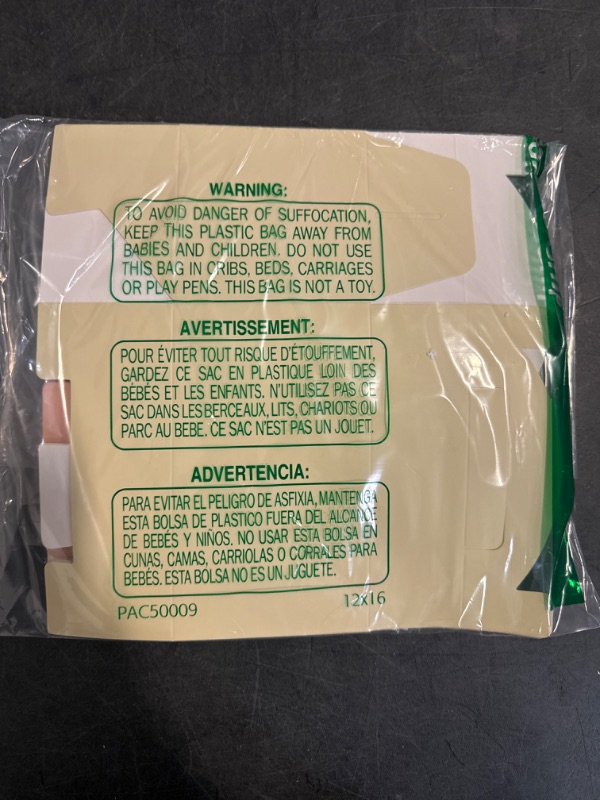 WARNING:
TO AVOID DANGER OF SUFFOCATION,
KEEP THIS PLASTIC BAG AWAY FROM
BABIES AND CHILDREN. DO NOT USE
THIS BAG IN CRIBS, BEDS, CARRIAGES
OR PLAY PENS. THIS BAG IS NOT A TOY.
AVERTISSEMENT:
POUR ÉVITER TOUT RISQUE D'ÉTOUFFEMENT,
GARDEZ CE SAC EN PLASTIQUE LOIN DES
BÉBÉS ET LES ENFANTS. N'UTILISEZ PAS CE
SAC DANS LES BERCEAUX, LITS, CHARIOTS OU
PARC AU BEBE. CE SAC N'EST PAS UN JOUET.
ADVERTENCIA:
PARA EVITAR EL PELIGRO DE ASFIXIA, MANTENGA
ESTA BOLSA DE PLASTICO FUERA DEL ALCANCE
DE BEBÉS Y NINOS. NO USAR ESTA BOLSA EN
CUNAS, CAMAS, CARRIOLAS O CORRALES PARA
BEBÉS. ESTA BOLSA NO ES UN JUGUETE.
PAC50009
12x16